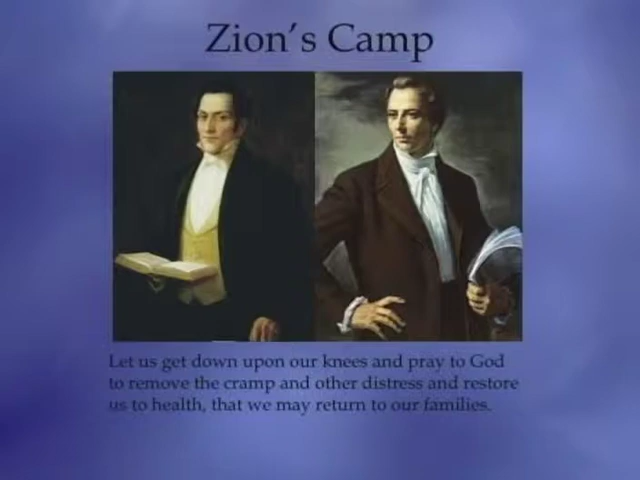 Zion's Camp
Let us get down upon our knees and pray to God
to remove the cramp and other distress and restore
us to health, that we may return to our families.